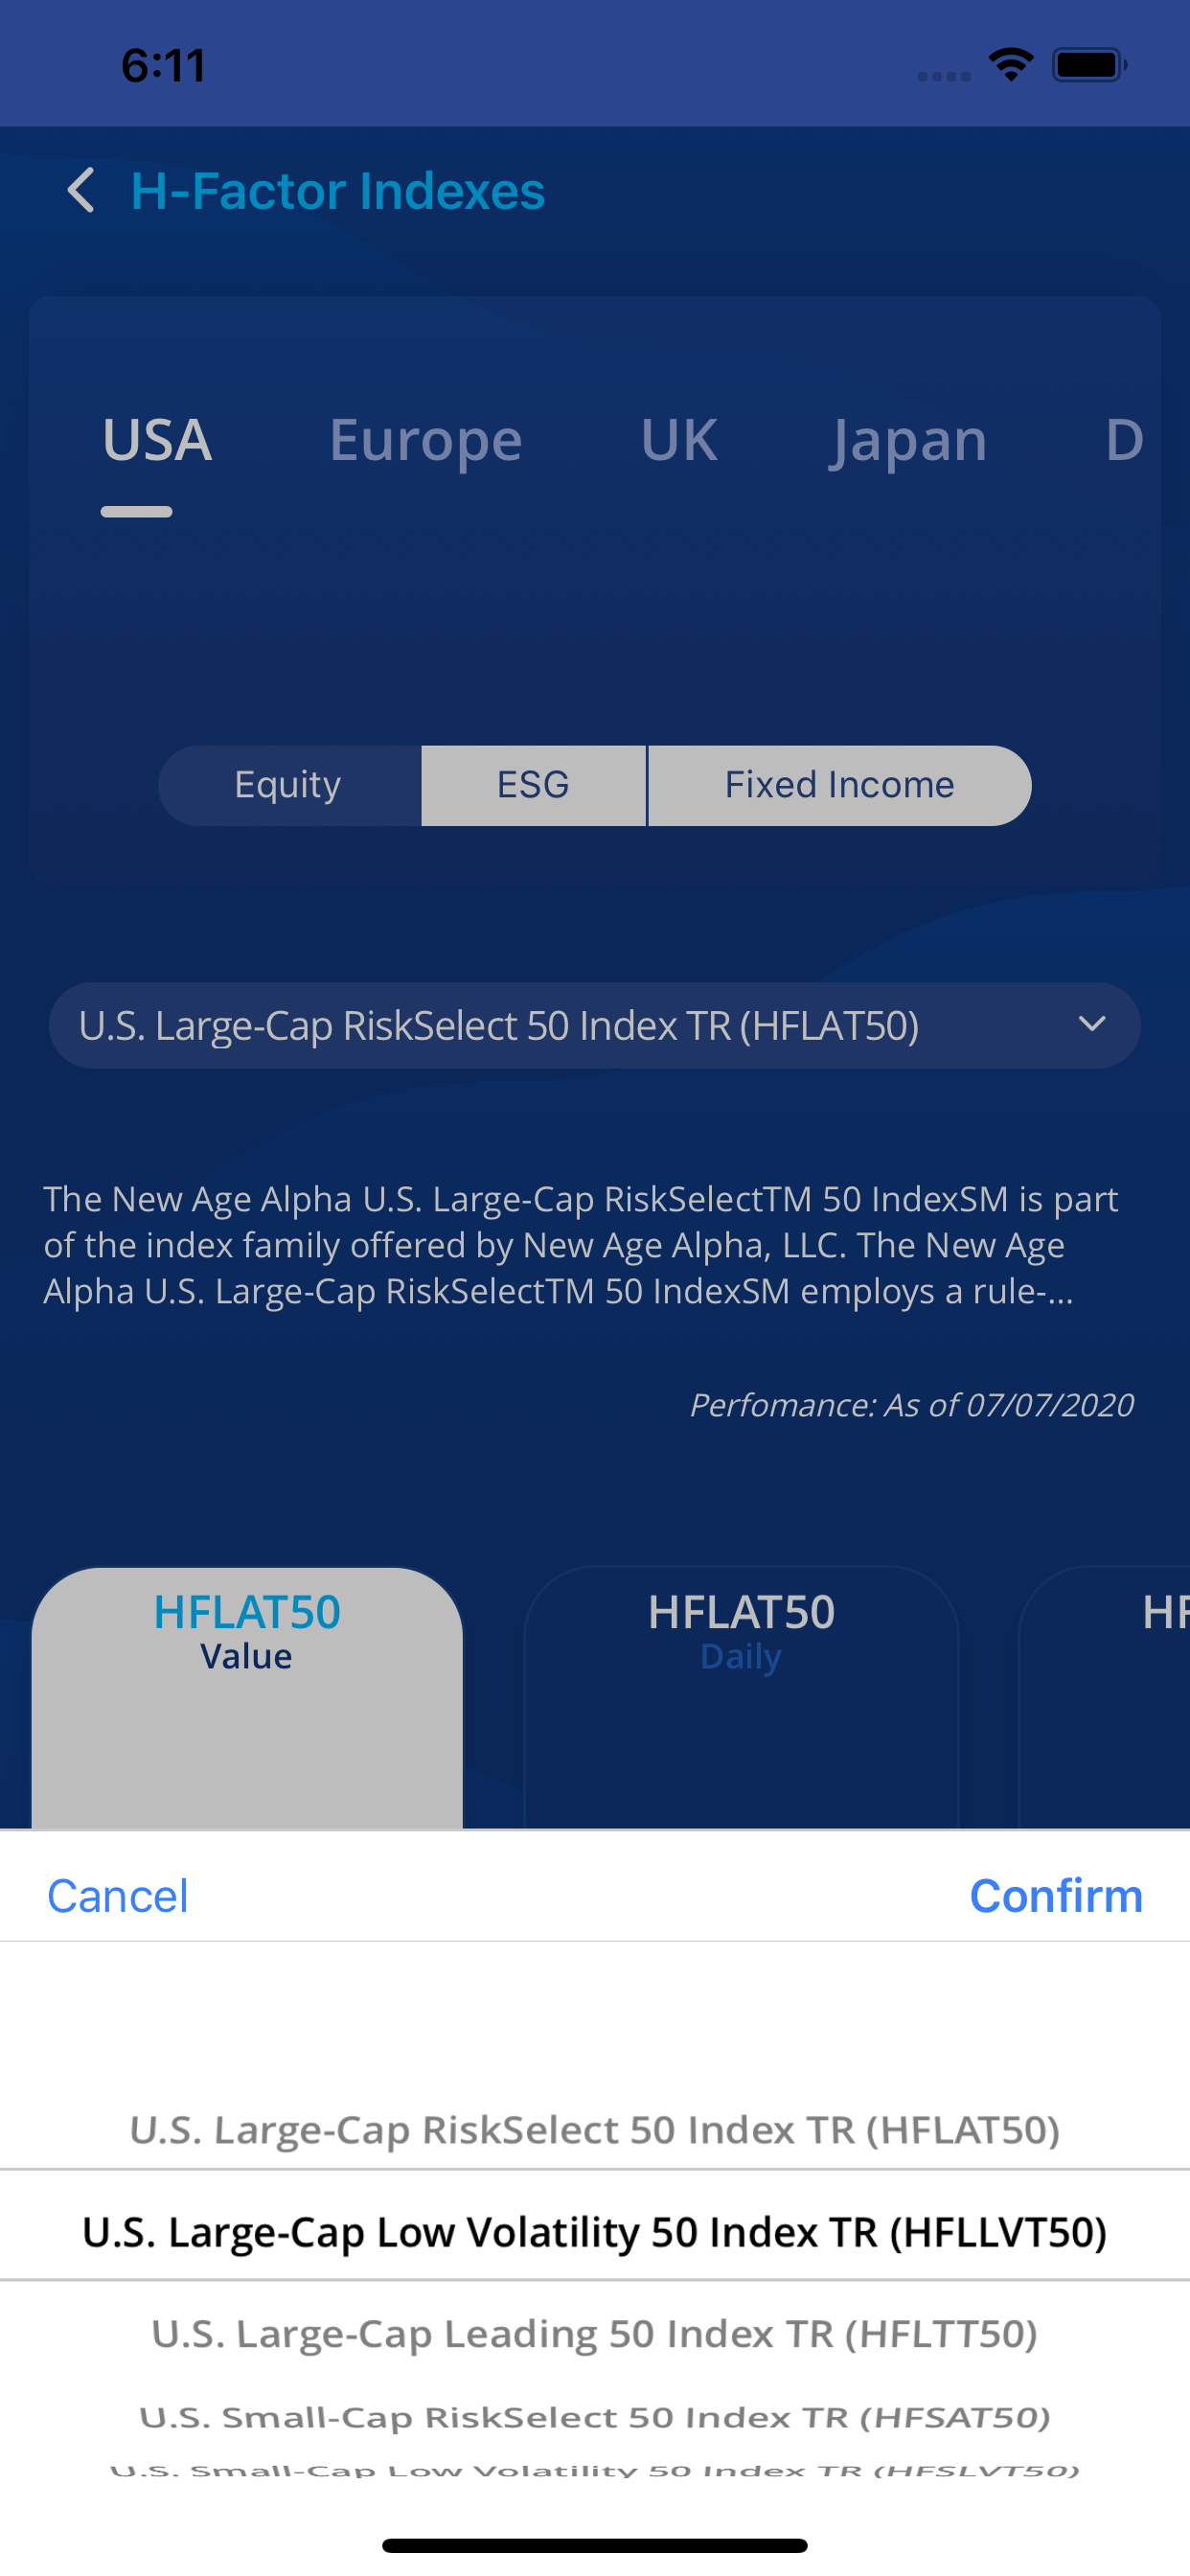 6:11
H-Factor Indexes
USA Europe UK Japan D
Equity ESG Fixed Income
U.S. Large-Cap RiskSelect 50 Index TR (HFLAT50)
The New Age Alpha U.S. Large-Cap RiskSelectTM 50 IndexSM is part
of the index family offered by New Age Alpha, LLC. The New Age
Alpha U.S. Large-Cap RiskSelectTM 50 IndexSM employs a rule-...
Perfomance: As of 07/07/2020
HFLAT50 HFLAT50 HF
Value Daily
Cancel Confirm
U.S. Large-Cap RiskSelect 50 Index TR (HFLAT50)
U.S. Large-Cap Low Volatility 50 Index TR (HFLLVT50)
U.S. Large-Cap Leading 50 Index TR (HFLTT50)
U.S. Small-Cap RiskSelect 50 Index TR (HFSAT50)
U.S. Small-Cap Low Volatility 50 Index TR (HFSLVT50)